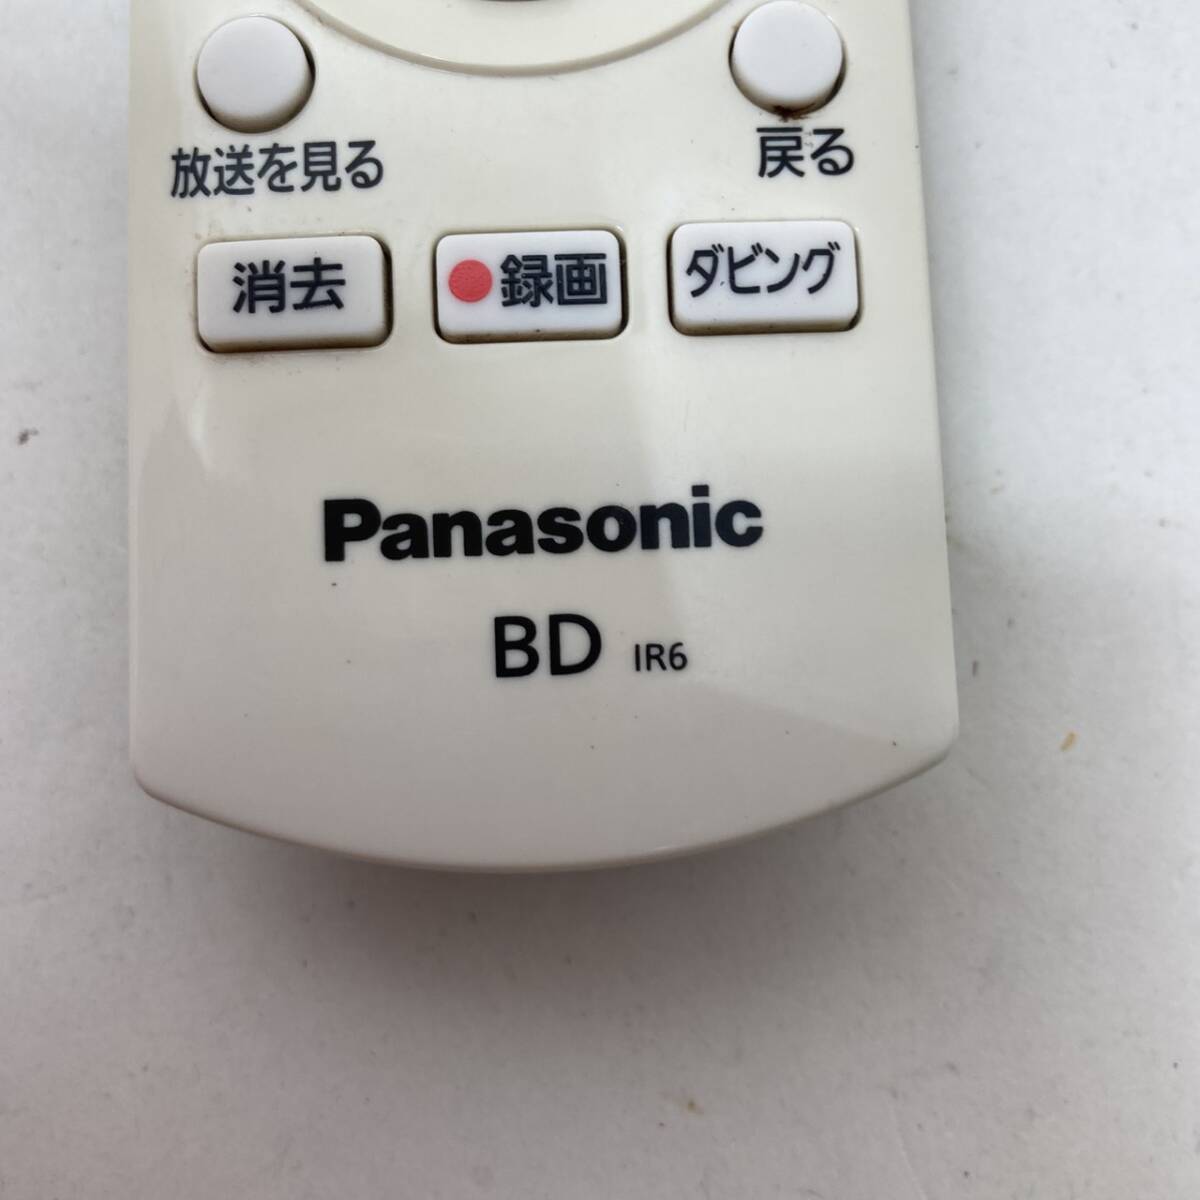 放送を見る
戻る
消去
録画
ダビング
Panasonic
BD IR6